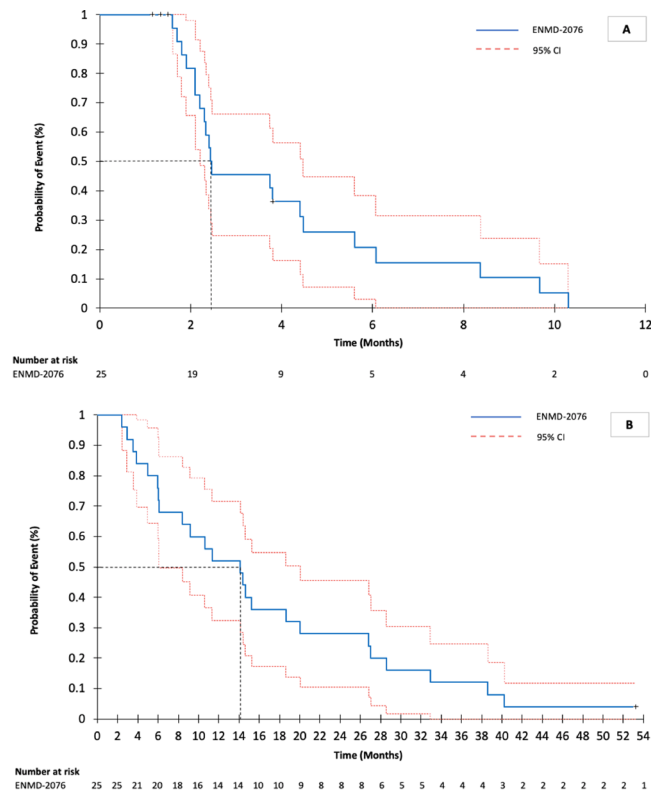 A
ENMD-2076
95% CI
Probability of Event (%)
1
0.9
0.8
0.7
0.6
0.5
0.4
0.3
0.2
0.1
0
0 2 4 6 8 10 12
Time (Months)
Number at risk
ENMD-2076 25 19 9 5 4 2 0
B
ENMD-2076
95% CI
Probability of Event (%)
1
0.9
0.8
0.7
0.6
0.5
0.4
0.3
0.2
0.1
0
0 2 4 6 8 10 12 14 16 18 20 22 24 26 28 30 32 34 36 38 40 42 44 46 48 50 52 54
Time (Months)
Number at risk
ENMD-2076 25 25 21 20 18 16 14 14 10 10 9 8 8 8 6 5 5 4 4 4 3 2 2 2 2 2 2 1